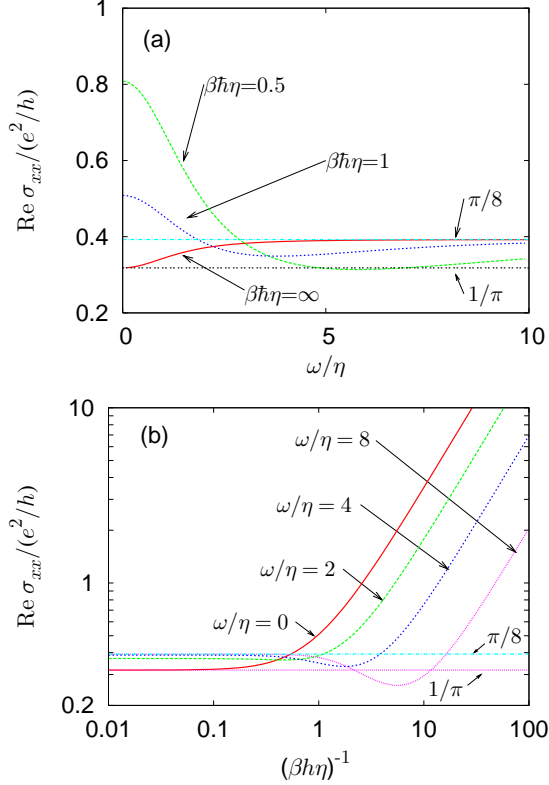 1
(a)
βħη=0.5
0.8
Re σ_xx/(e²/h)
0.6
βħη=1
π/8
0.4
βħη=∞
1/π
0.2
0
5
10
ω/η
10
(b)
ω/η = 8
ω/η = 4
Re σ_xx/(e²/h)
1
ω/η = 2
ω/η = 0
π/8
1/π
0.2
0.01
0.1
1
10
100
(βhη)⁻¹